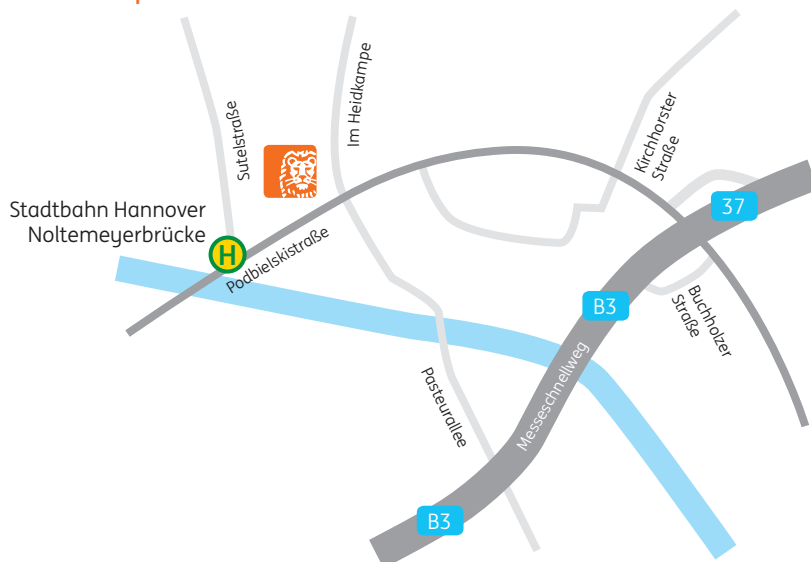 Sutelstraße
Im Heidkampe
Kirchhorster
Straße
37
Stadtbahn Hannover
Noltemeyerbrücke
H
Podbielskistraße
B3
Buchholzer
Straße
Messeschnellweg
Pasteurallee
B3